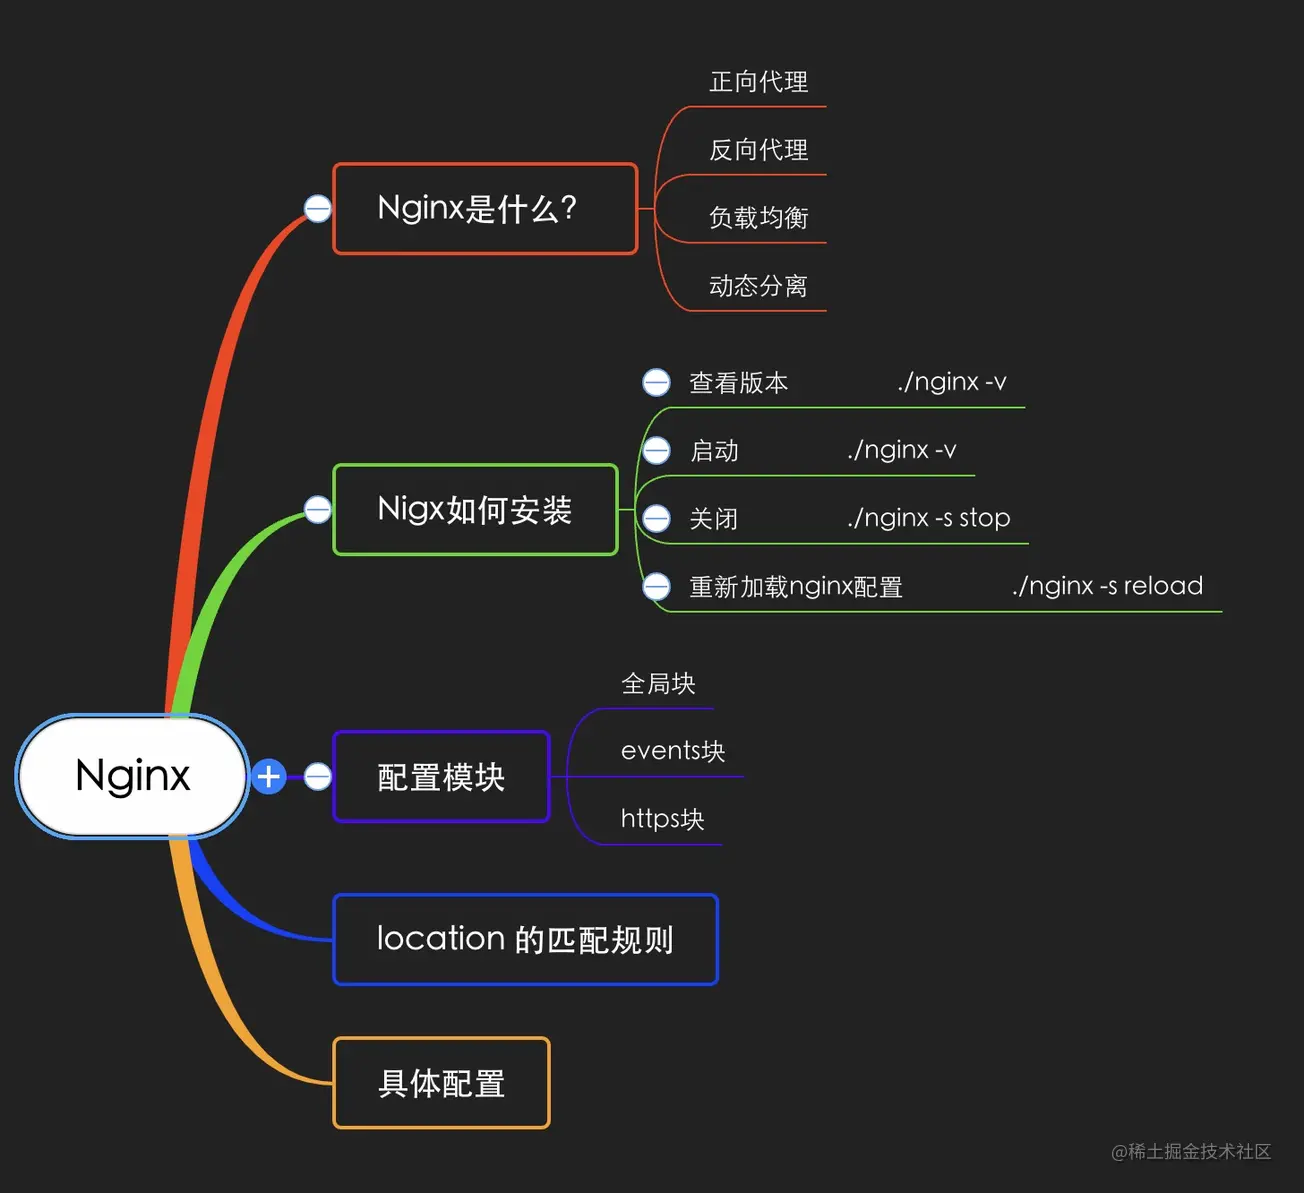 正向代理
反向代理
Nginx是什么?
负载均衡
动态分离
查看版本 ./nginx -v
启动 ./nginx -v
Nigx如何安装
关闭 ./nginx -s stop
重新加载nginx配置 ./nginx -s reload
全局块
events块
Nginx
配置模块
https块
location 的匹配规则
具体配置
@稀土掘金技术社区